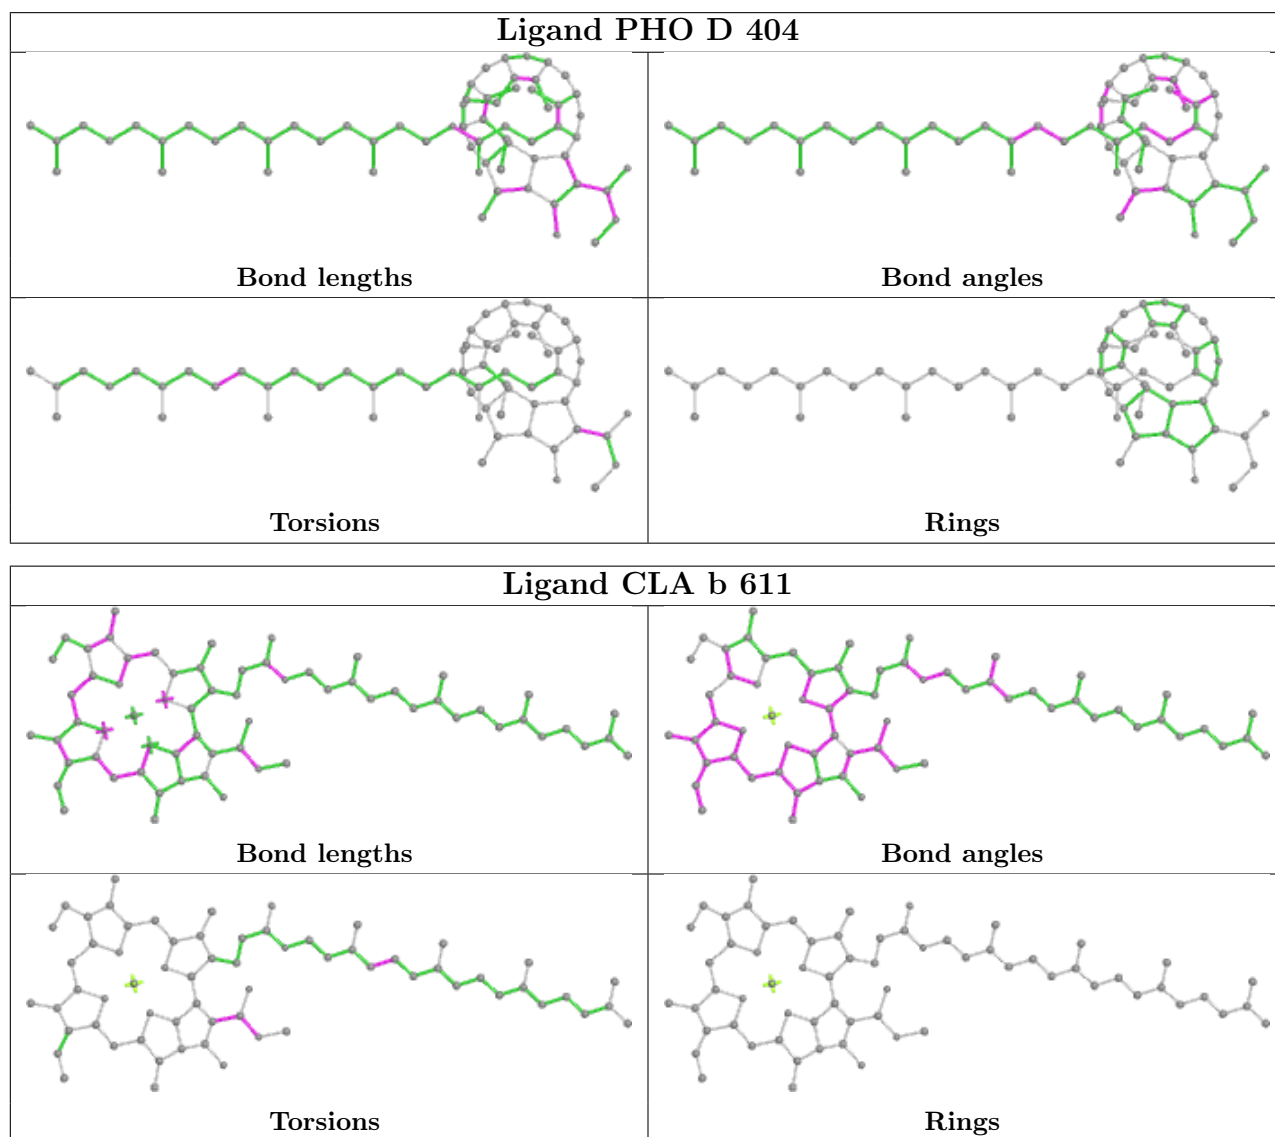 Ligand PHO D 404
Bond lengths
Bond angles
Torsions
Rings
Ligand CLA b 611
Bond lengths
Bond angles
Torsions
Rings